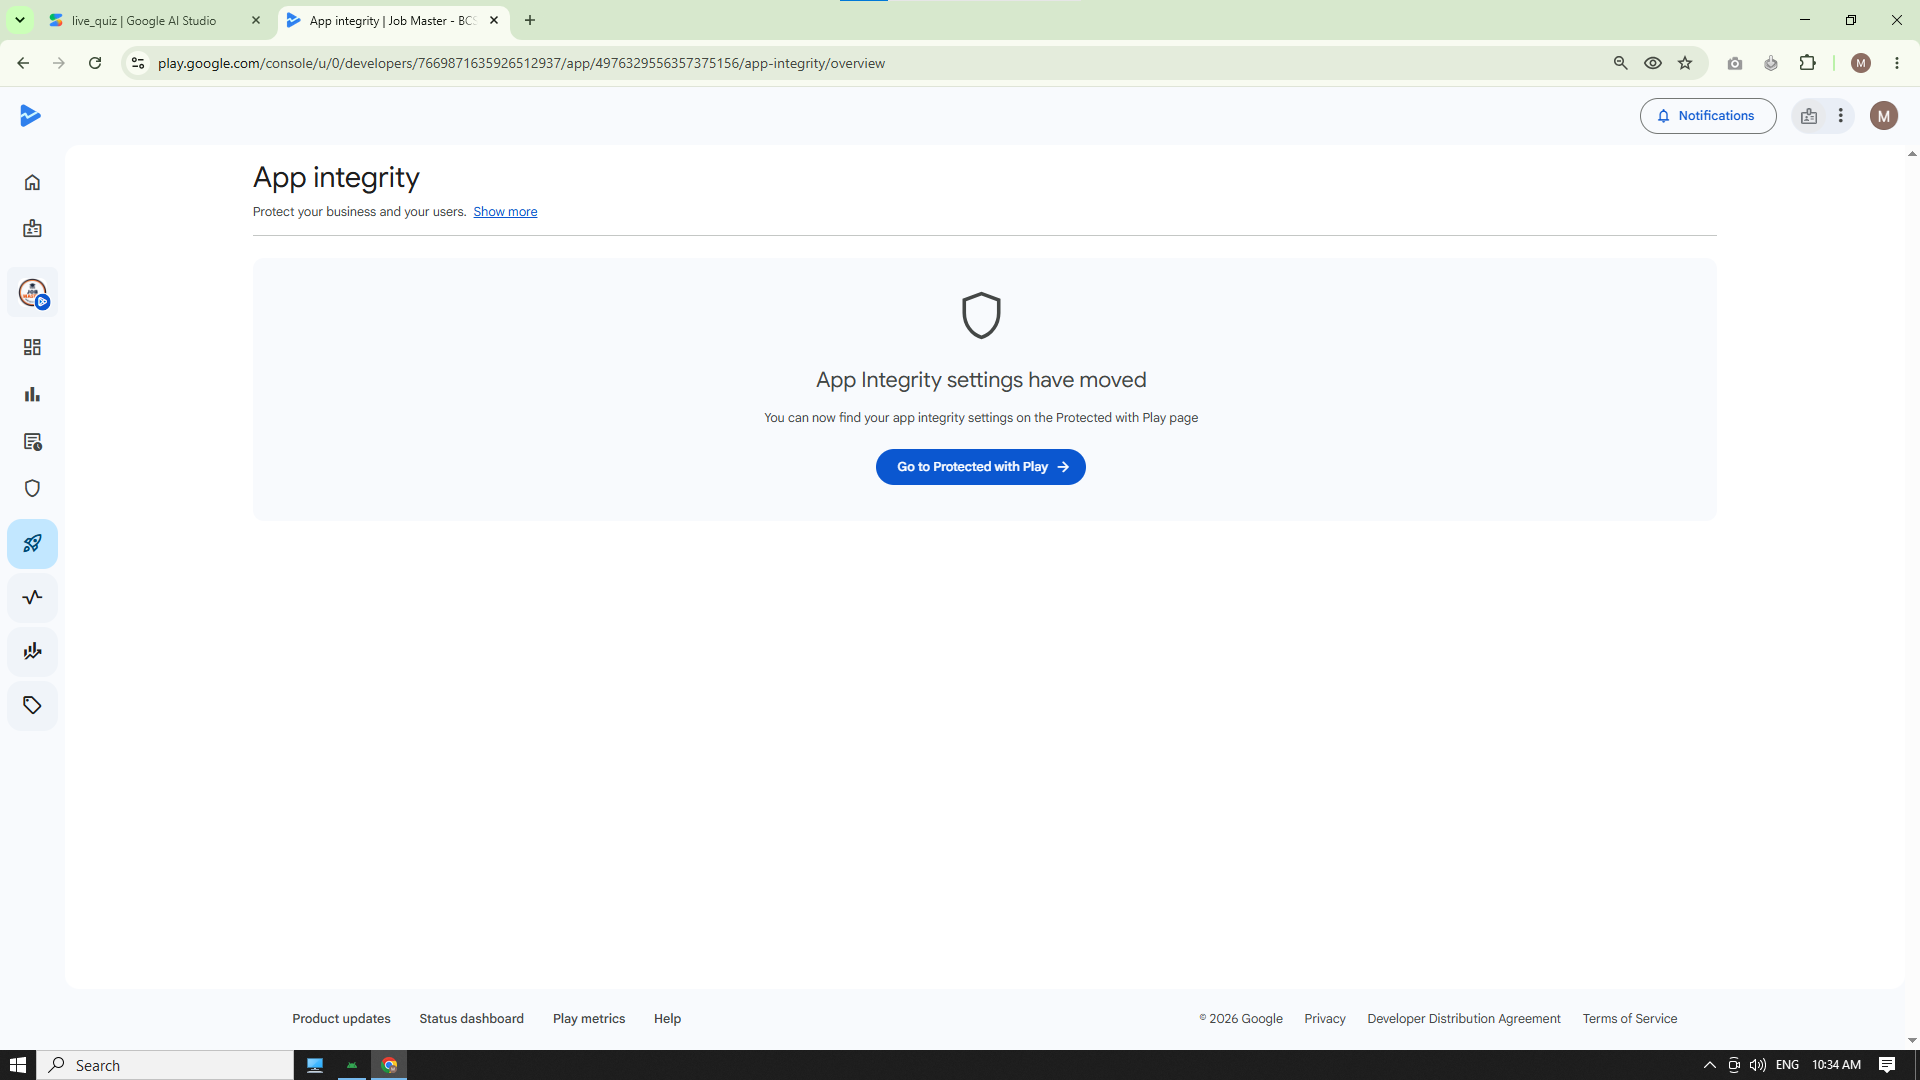 live_quiz | Google AI Studio
App integrity | Job Master - BCS
play.google.com/console/u/0/developers/7669871635926512937/app/4976329556357375156/app-integrity/overview
M
Notifications
M
App integrity
Protect your business and your users. Show more
JOB
App Integrity settings have moved
You can now find your app integrity settings on the Protected with Play page
Go to Protected with Play
Product updates
Status dashboard
Play metrics
Help
© 2026 Google
Privacy
Developer Distribution Agreement
Terms of Service
Search
ENG
10:34 AM